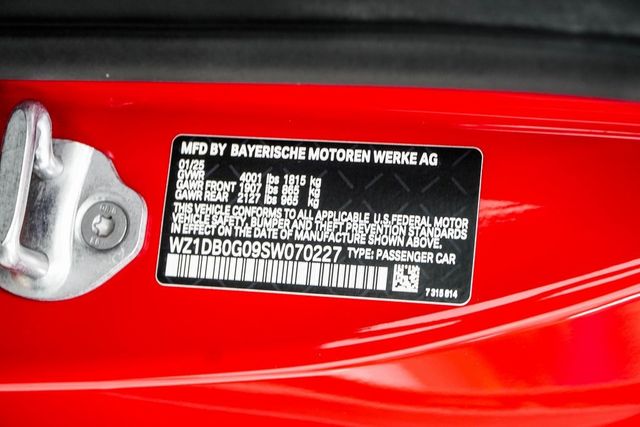 MFD BY BAYERISCHE MOTOREN WERKE AG
01/25
GVWR 4001 lbs 1815 kg
GAWR FRONT 1907 lbs 865 kg
GAWR REAR 2127 lbs 965 kg
THIS VEHICLE CONFORMS TO ALL APPLICABLE U.S.FEDERAL MOTOR
VEHICLE SAFETY, BUMPER AND THEFT PREVENTION STANDARDS
IN EFFECT ON THE DATE OF MANUFACTURE SHOWN ABOVE.
WZ1DB0G09SW070227 TYPE: PASSENGER CAR
7 315 814